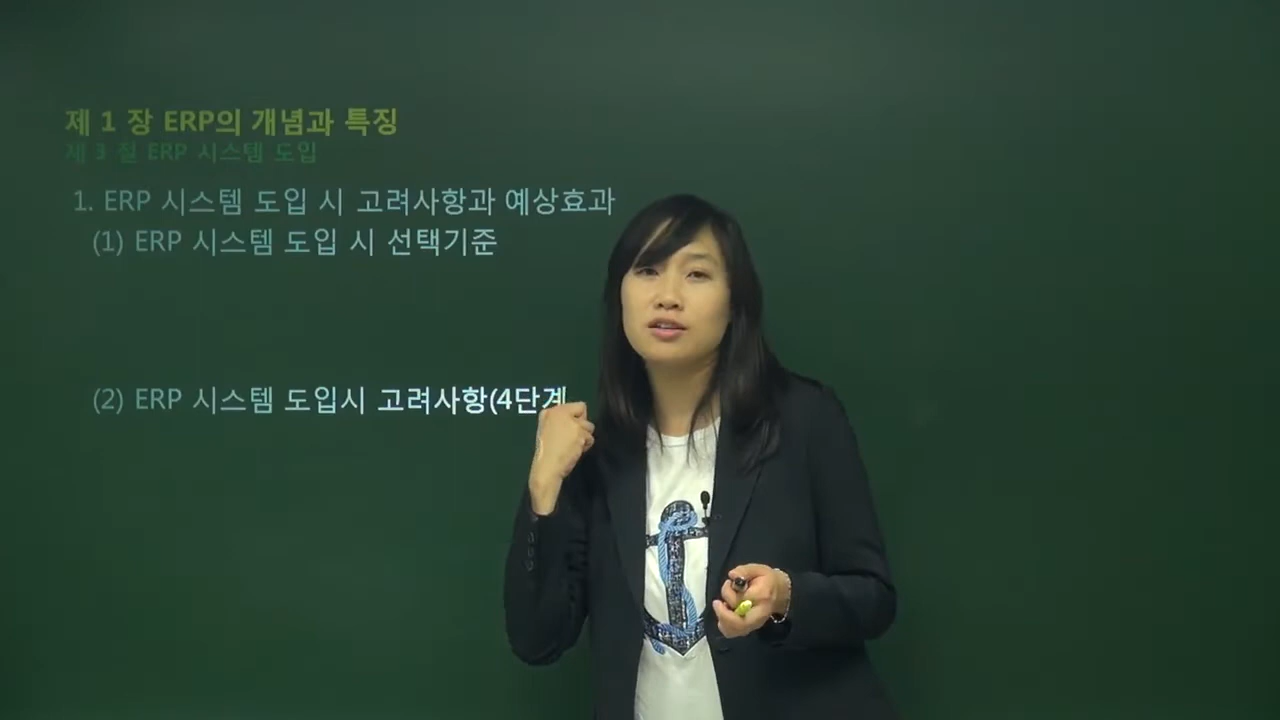 제 1 장 ERP의 개념과 특징
제 3 절 ERP 시스템 도입
1. ERP 시스템 도입 시 고려사항과 예상효과
(1) ERP 시스템 도입 시 선택기준
(2) ERP 시스템 도입시 고려사항(4단계